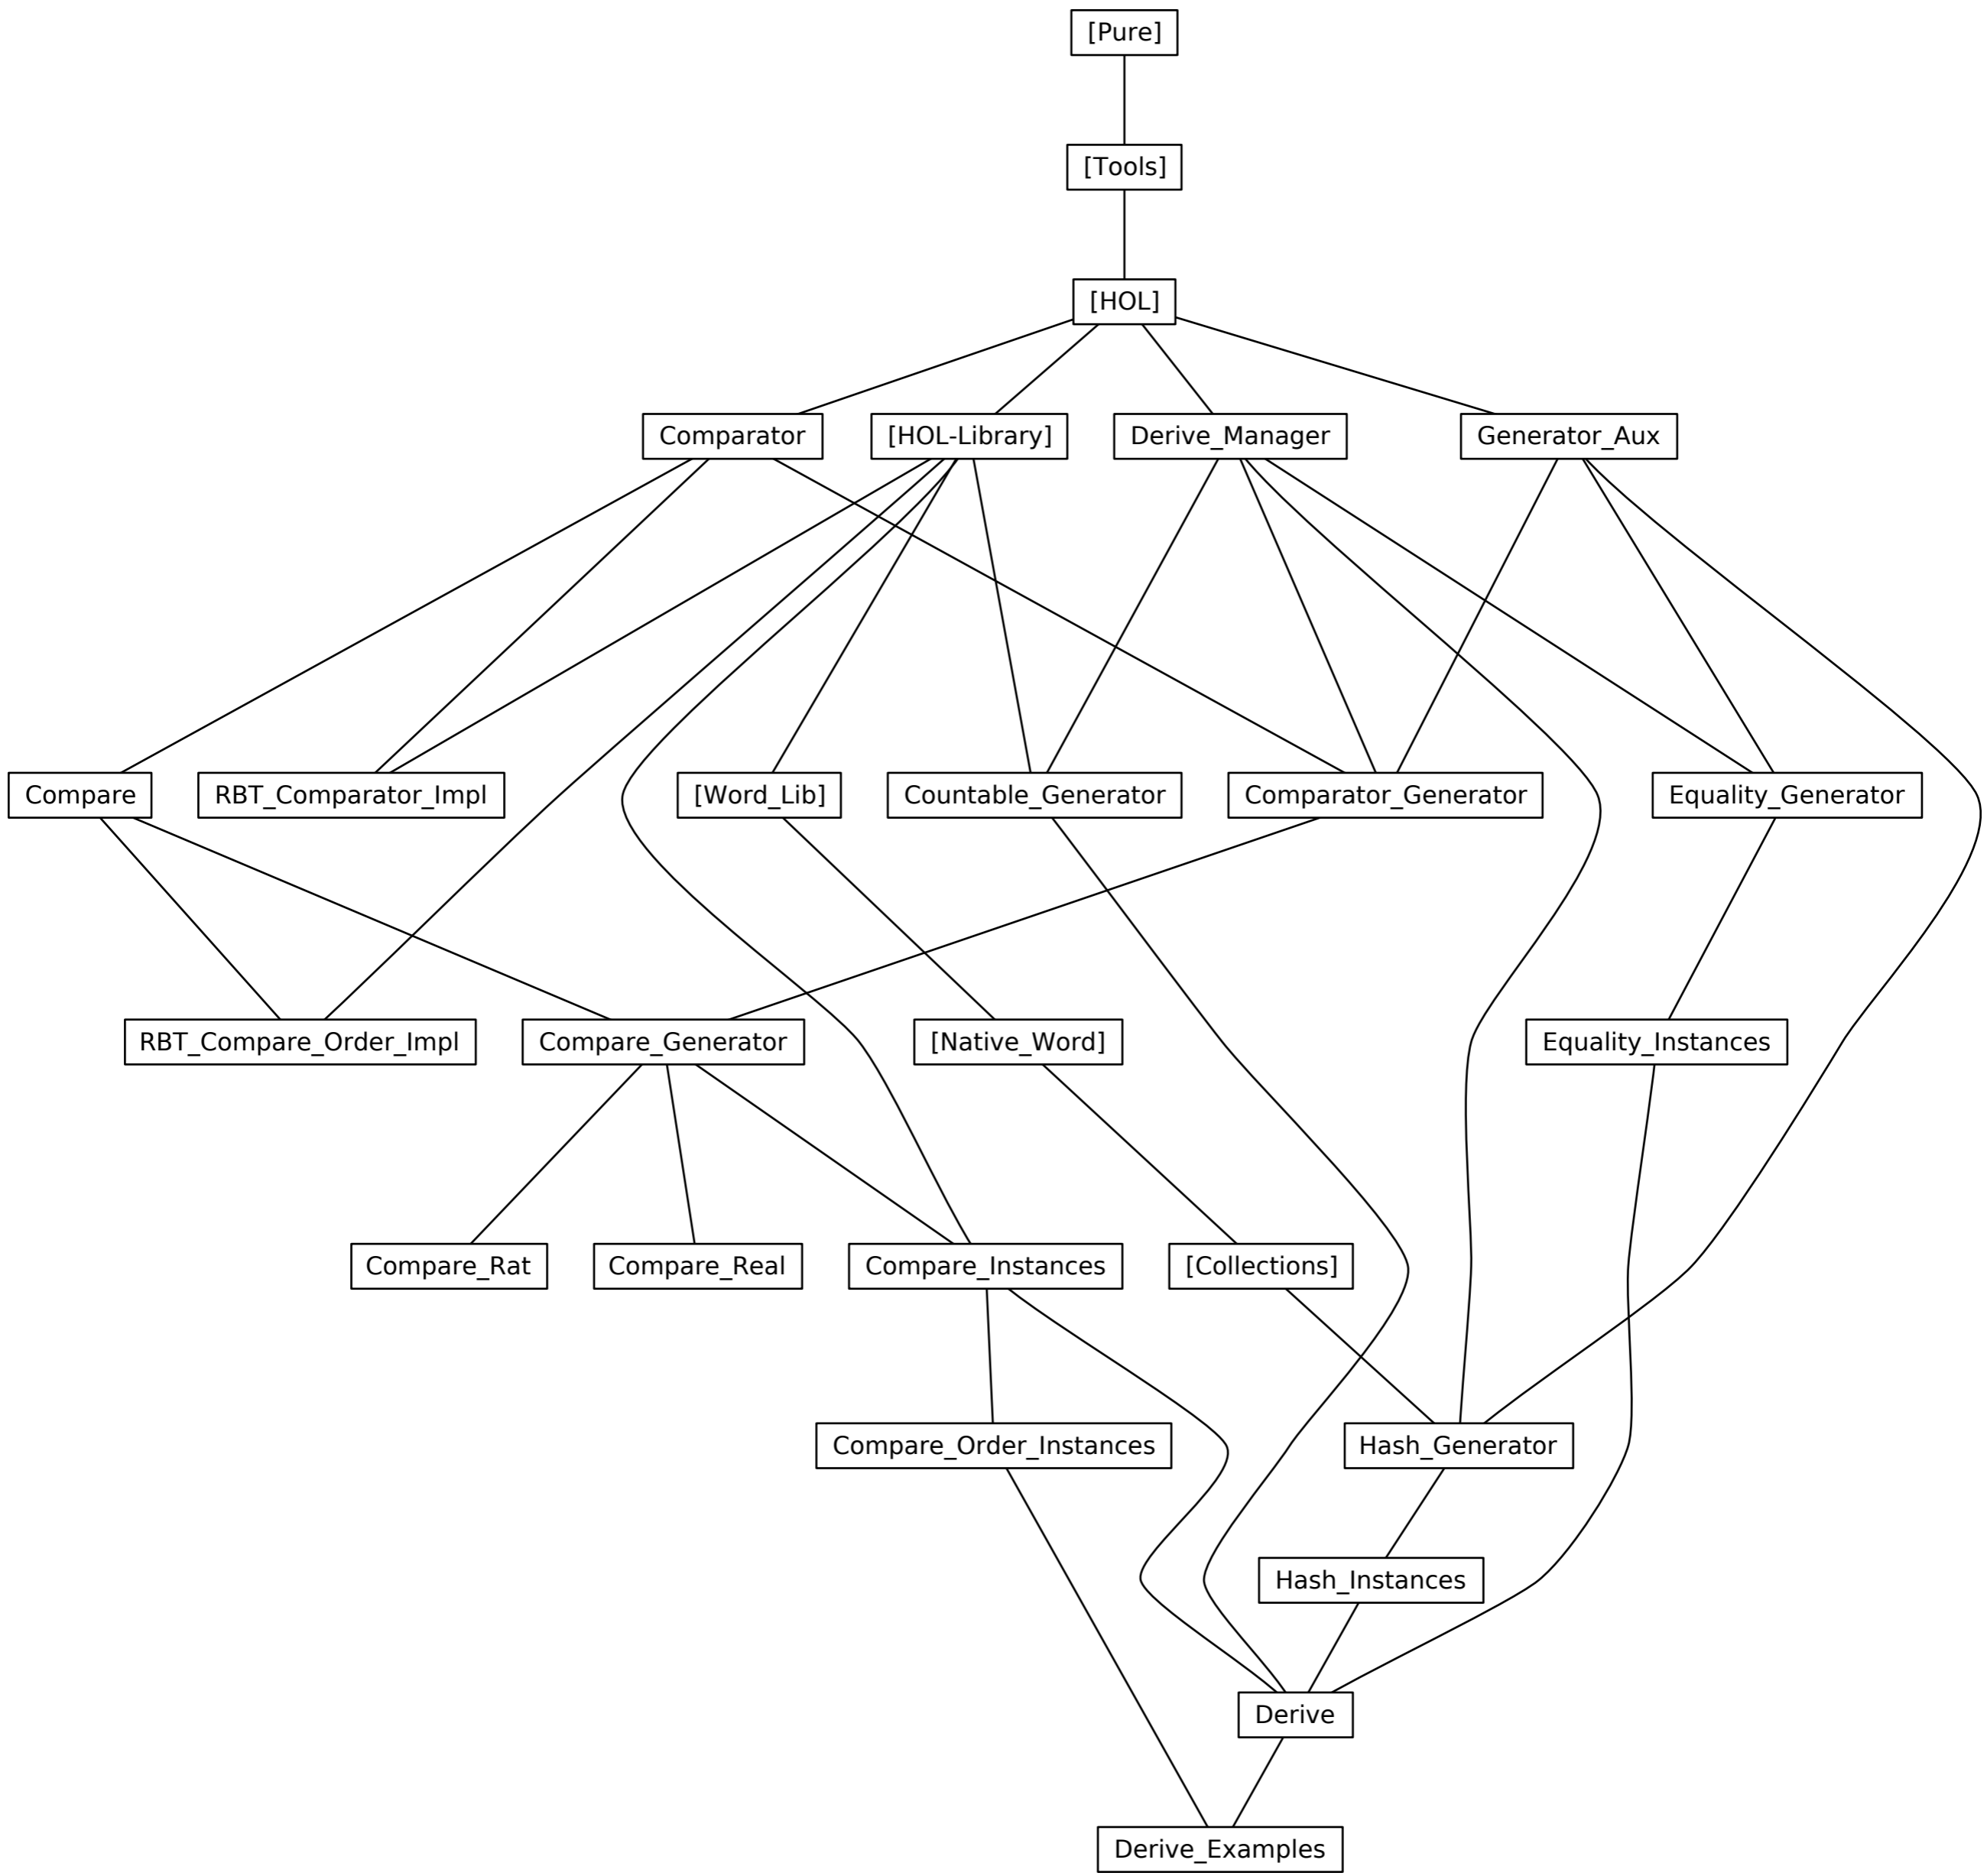 [Pure]
[Tools]
[HOL]
Comparator
[HOL-Library]
Derive_Manager
Generator_Aux
Compare
RBT_Comparator_Impl
[Word_Lib]
Countable_Generator
Comparator_Generator
Equality_Generator
RBT_Compare_Order_Impl
Compare_Generator
[Native_Word]
Equality_Instances
Compare_Rat
Compare_Real
Compare_Instances
[Collections]
Compare_Order_Instances
Hash_Generator
Hash_Instances
Derive
Derive_Examples